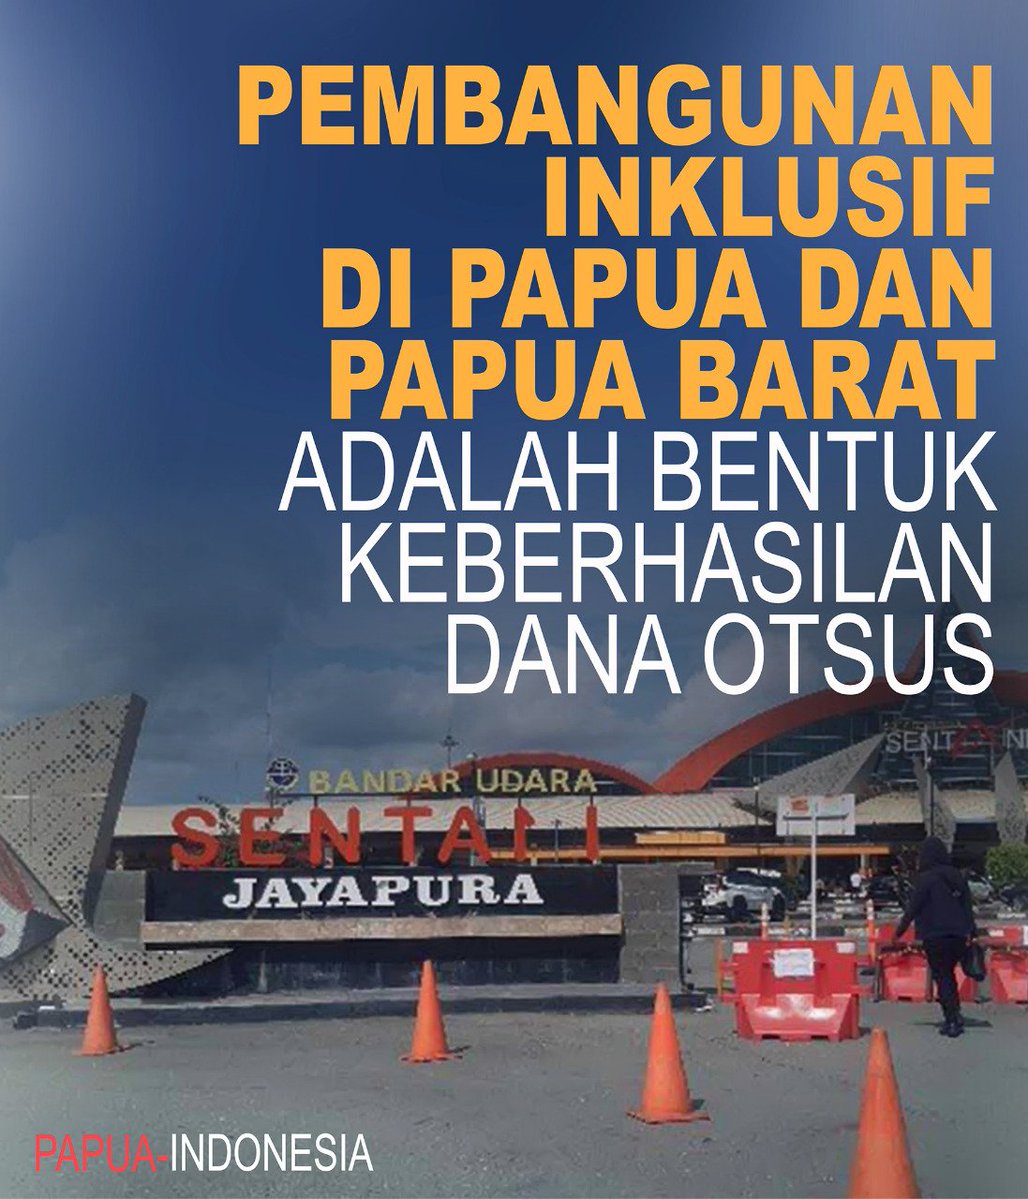 PEMBANGUNAN
INKLUSIF
DI PAPUA DAN
PAPUA BARAT
ADALAH BENTUK
KEBERHASILAN
DANA OTSUS
BANDAR UDARA
SENTANI
JAYAPURA
PAPUA-INDONESIA